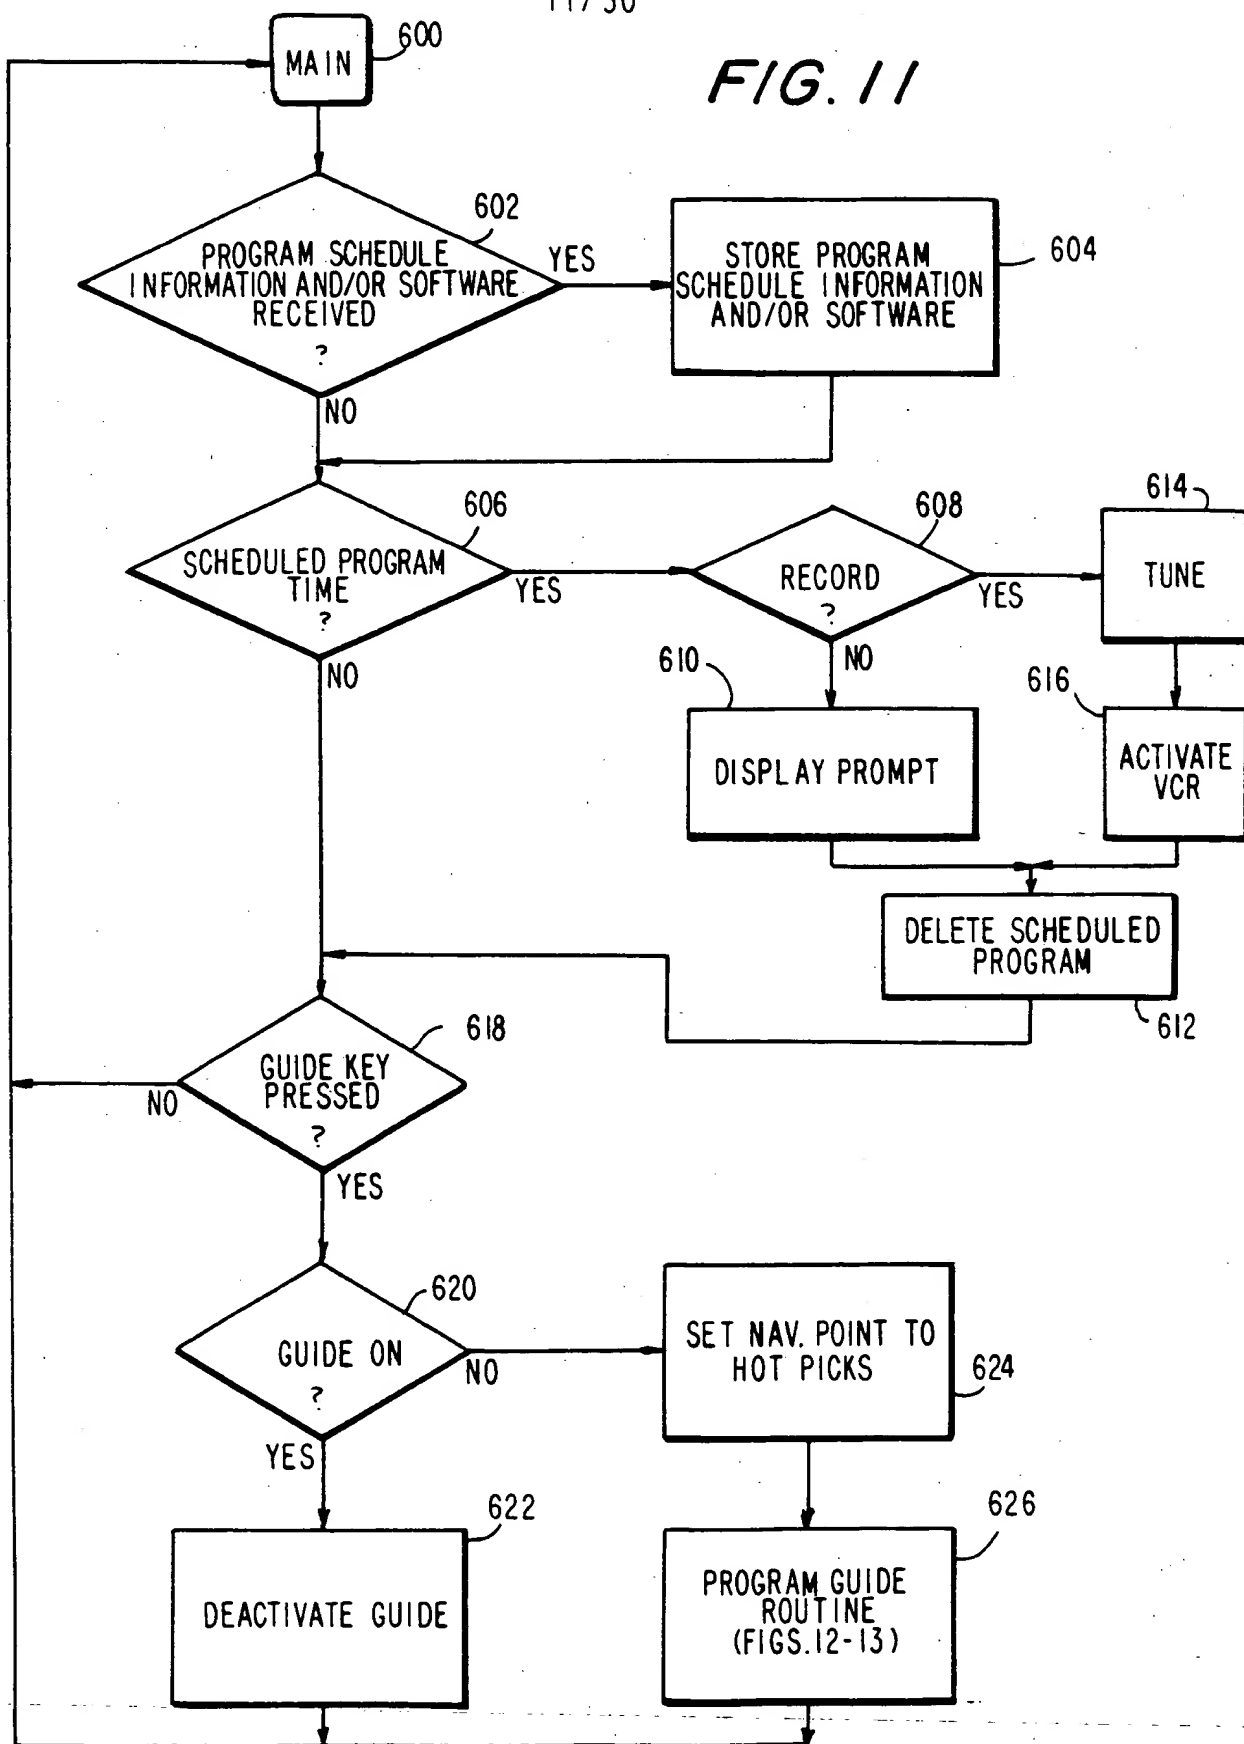 11/30
FIG. 11
MAIN
600
602
PROGRAM SCHEDULE
INFORMATION AND/OR SOFTWARE
RECEIVED
?
YES
NO
STORE PROGRAM
SCHEDULE INFORMATION
AND/OR SOFTWARE
604
606
SCHEDULED PROGRAM
TIME
?
YES
NO
608
RECORD
?
YES
NO
614
TUNE
610
DISPLAY PROMPT
616
ACTIVATE
VCR
DELETE SCHEDULED
PROGRAM
612
618
GUIDE KEY
PRESSED
?
NO
YES
620
GUIDE ON
?
NO
YES
SET NAV. POINT TO
HOT PICKS
624
622
DEACTIVATE GUIDE
626
PROGRAM GUIDE
ROUTINE
(FIGS.12-13)